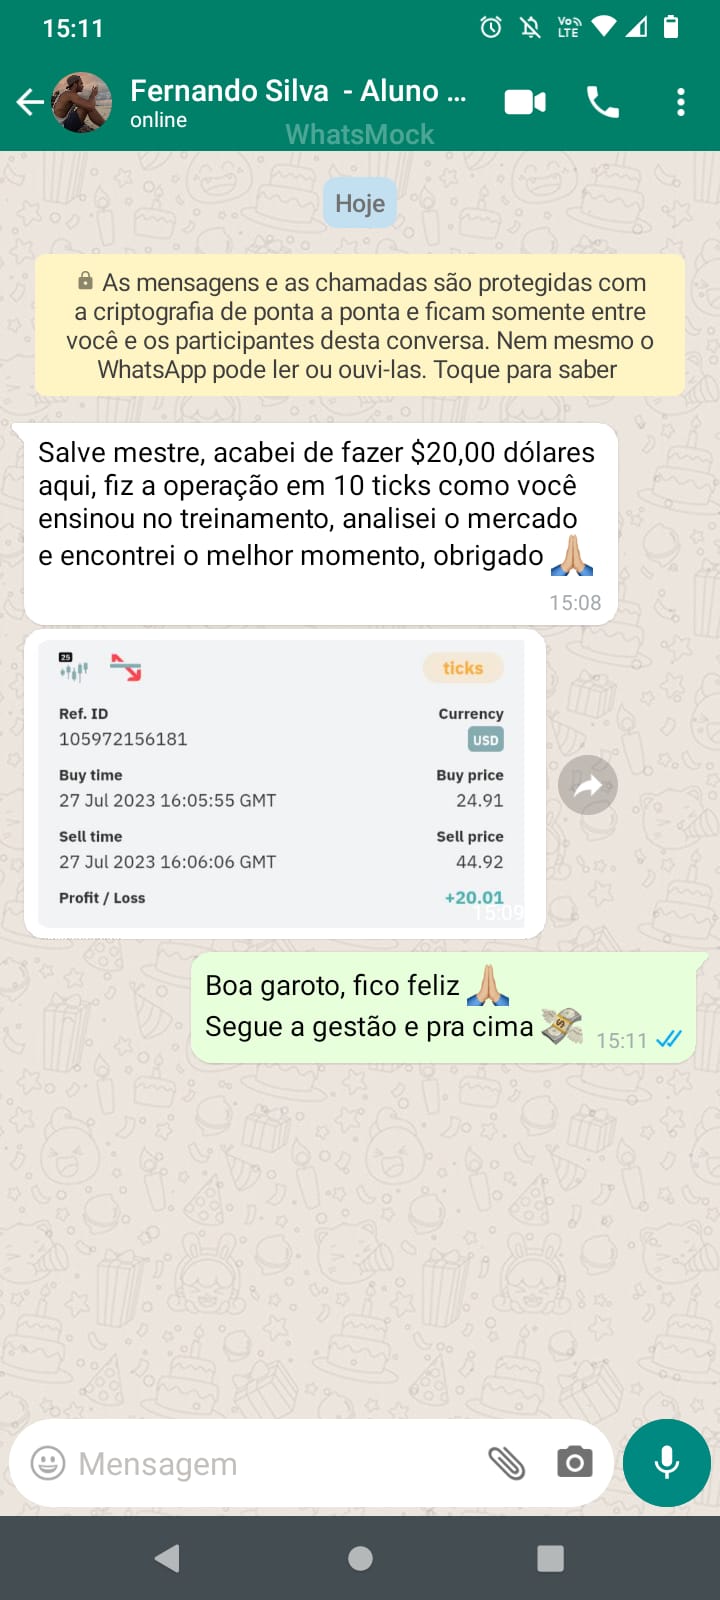 15:11
Vo LTE
Fernando Silva - Aluno ...
online
WhatsMock
Hoje
As mensagens e as chamadas são protegidas com
a criptografia de ponta a ponta e ficam somente entre
você e os participantes desta conversa. Nem mesmo o
WhatsApp pode ler ou ouvi-las. Toque para saber
Salve mestre, acabei de fazer $20,00 dólares
aqui, fiz a operação em 10 ticks como você
ensinou no treinamento, analisei o mercado
e encontrei o melhor momento, obrigado 🙏🏼
15:08
25
ticks
Ref. ID
Currency
105972156181
USD
Buy time
Buy price
27 Jul 2023 16:05:55 GMT
24.91
Sell time
Sell price
27 Jul 2023 16:06:06 GMT
44.92
Profit / Loss
+20.01
15:09
Boa garoto, fico feliz 🙏🏼
Segue a gestão e pra cima 💸
15:11
Mensagem